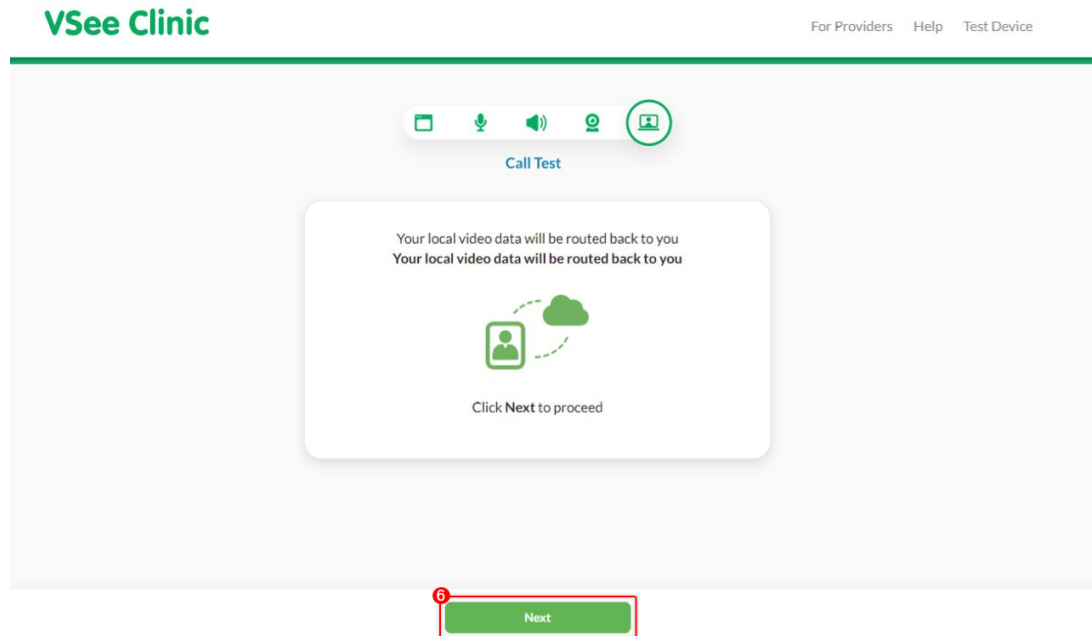 VSee Clinic
For Providers Help Test Device
Call Test
Your local video data will be routed back to you
Your local video data will be routed back to you
Click Next to proceed
6
Next